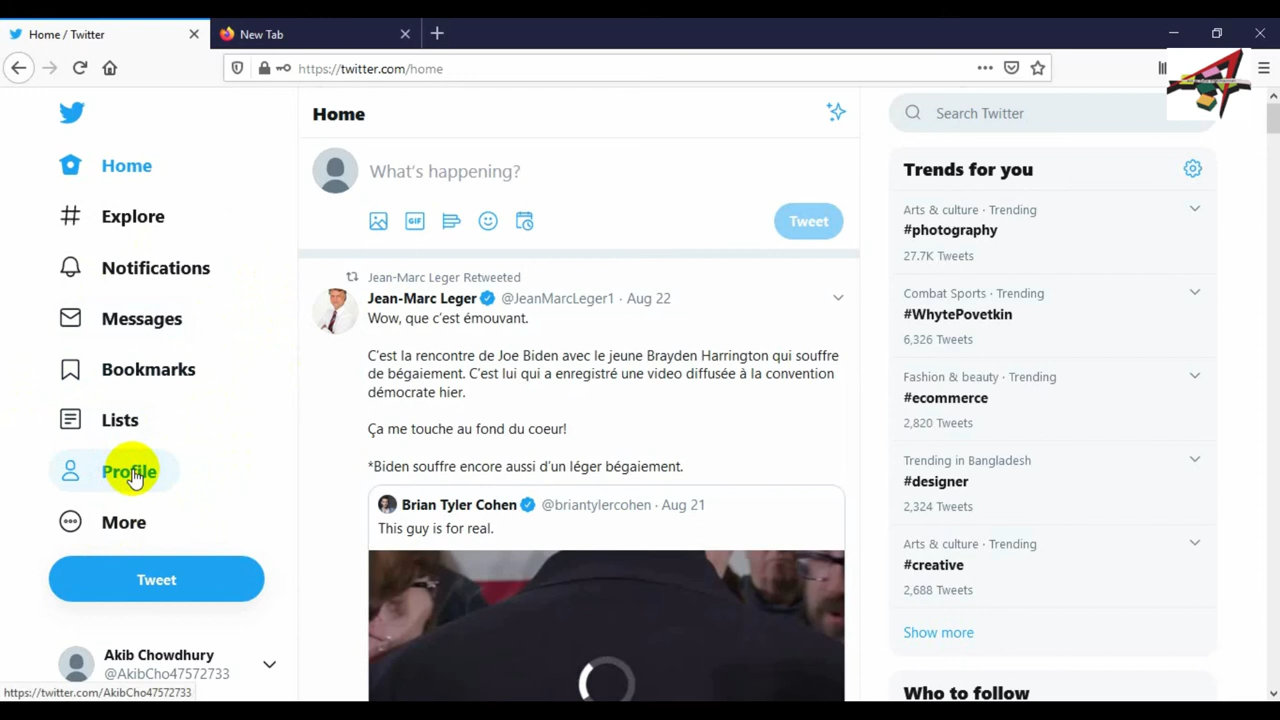 Home / Twitter
New Tab
https://twitter.com/home
Home
Explore
Notifications
Messages
Bookmarks
Lists
Profile
More
Tweet
Akib Chowdhury
@AkibCho47572733
https://twitter.com/AkibCho47572733
Home
What's happening?
GIF
Tweet
Jean-Marc Leger Retweeted
Jean-Marc Leger @JeanMarcLeger1 · Aug 22
Wow, que c'est émouvant.
C'est la rencontre de Joe Biden avec le jeune Brayden Harrington qui souffre
de bégaiement. C'est lui qui a enregistré une video diffusée à la convention
démocrate hier.
Ça me touche au fond du coeur!
*Biden souffre encore aussi d'un léger bégaiement.
Brian Tyler Cohen @briantylercohen · Aug 21
This guy is for real.
Search Twitter
Trends for you
Arts & culture · Trending
#photography
27.7K Tweets
Combat Sports · Trending
#WhytePovetkin
6,326 Tweets
Fashion & beauty · Trending
#ecommerce
2,820 Tweets
Trending in Bangladesh
#designer
2,324 Tweets
Arts & culture · Trending
#creative
2,688 Tweets
Show more
Who to follow